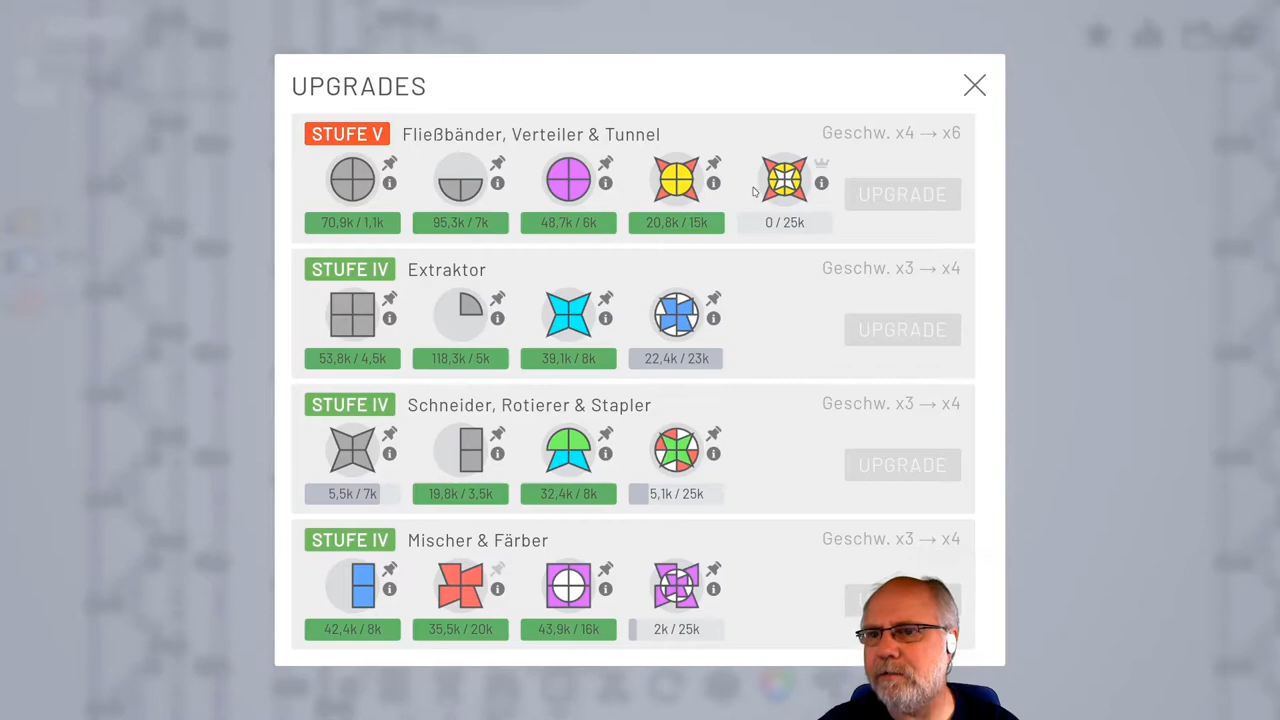 UPGRADES
STUFE V Fließbänder, Verteiler & Tunnel Geschw. x4 → x6
70,9k / 1,1k 95,3k / 7k 48,7k / 6k 20,8k / 15k 0 / 25k UPGRADE
STUFE IV Extraktor Geschw. x3 → x4
53,8k / 4,5k 118,3k / 5k 39,1k / 8k 22,4k / 23k UPGRADE
STUFE IV Schneider, Rotierer & Stapler Geschw. x3 → x4
5,5k / 7k 19,8k / 3,5k 32,4k / 8k 5,1k / 25k UPGRADE
STUFE IV Mischer & Färber Geschw. x3 → x4
42,4k / 8k 35,5k / 20k 43,9k / 16k 2k / 25k